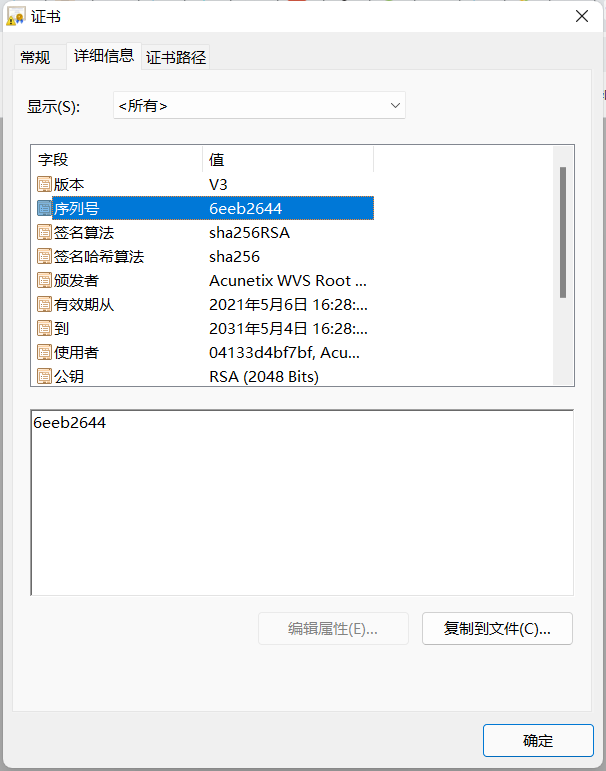 证书
常规 详细信息 证书路径
显示(S): <所有>
字段 值
版本 V3
序列号 6eeb2644
签名算法 sha256RSA
签名哈希算法 sha256
颁发者 Acunetix WVS Root ...
有效期从 2021年5月6日 16:28:...
到 2031年5月4日 16:28:...
使用者 04133d4bf7bf, Acu...
公钥 RSA (2048 Bits)
6eeb2644
编辑属性(E)... 复制到文件(C)...
确定